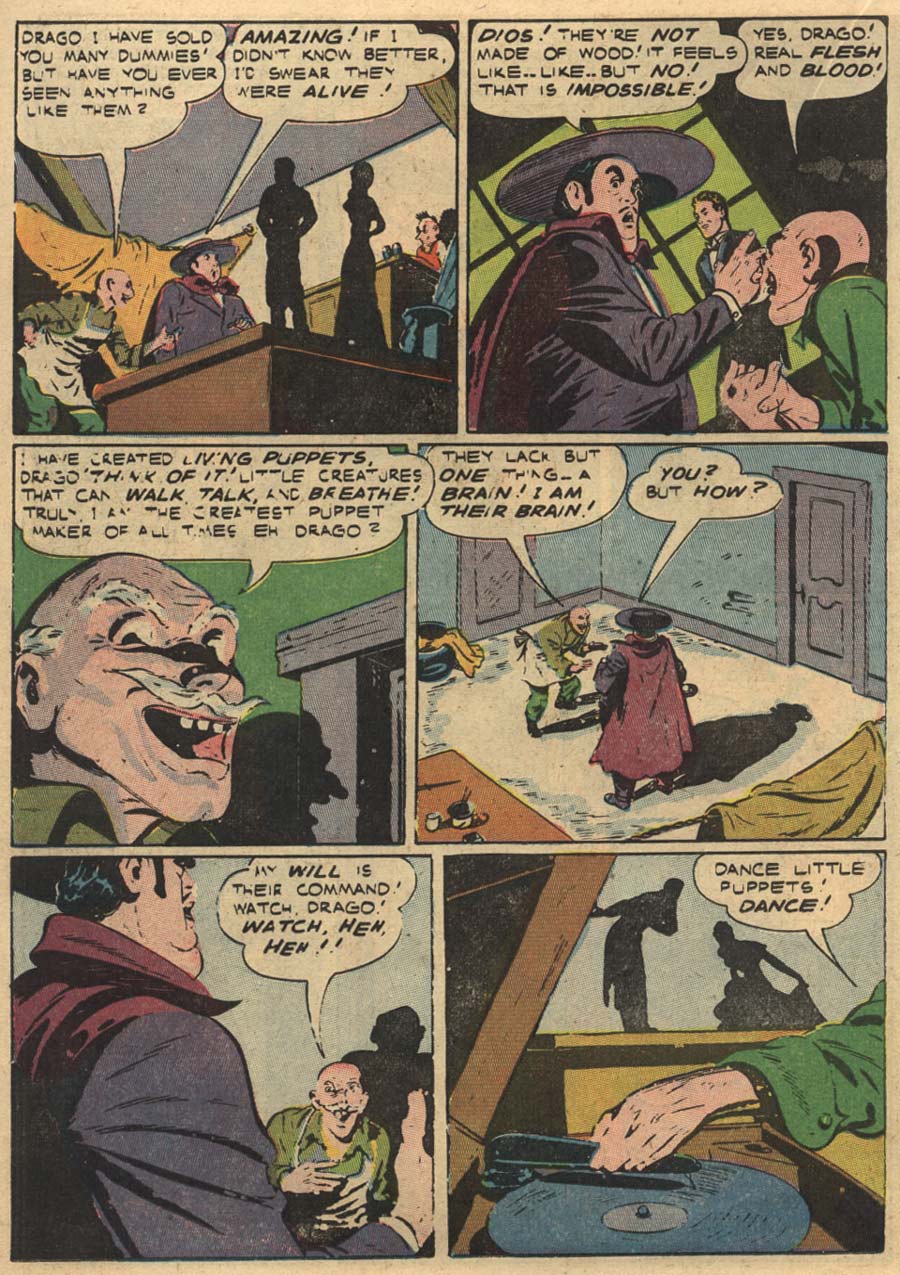 DRAGO I HAVE SOLD
YOU MANY DUMMIES!
BUT HAVE YOU EVER
SEEN ANYTHING
LIKE THEM?
AMAZING! IF I
DIDN'T KNOW BETTER,
I'D SWEAR THEY
WERE ALIVE!
DIOS! THEY'RE NOT
MADE OF WOOD! IT FEELS
LIKE.. LIKE.. BUT NO!
THAT IS IMPOSSIBLE!
YES, DRAGO!
REAL FLESH
AND BLOOD!
I HAVE CREATED LIVING PUPPETS,
DRAGO! THINK OF IT! LITTLE CREATURES
THAT CAN WALK, TALK, AND BREATHE!
TRULY I AM THE GREATEST PUPPET
MAKER OF ALL TIMES EH DRAGO?
THEY LACK BUT
ONE THING-- A
BRAIN! I AM
THEIR BRAIN!
YOU?
BUT HOW?
MY WILL IS
THEIR COMMAND!
WATCH, DRAGO!
WATCH, HEH,
HEH!!
DANCE LITTLE
PUPPETS!
DANCE!